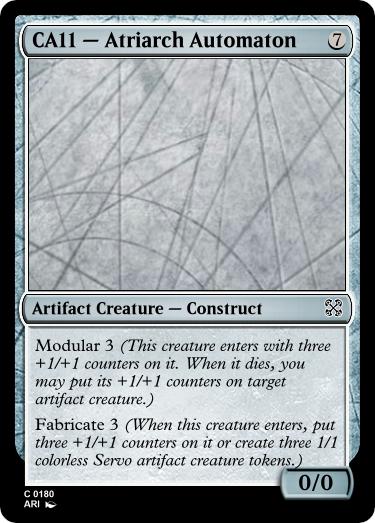 CA11 — Atriarch Automaton 7
Artifact Creature — Construct
Modular 3 (This creature enters with three
+1/+1 counters on it. When it dies, you
may put its +1/+1 counters on target
artifact creature.)
Fabricate 3 (When this creature enters, put
three +1/+1 counters on it or create three 1/1
colorless Servo artifact creature tokens.)
0/0
C 0180
ARI